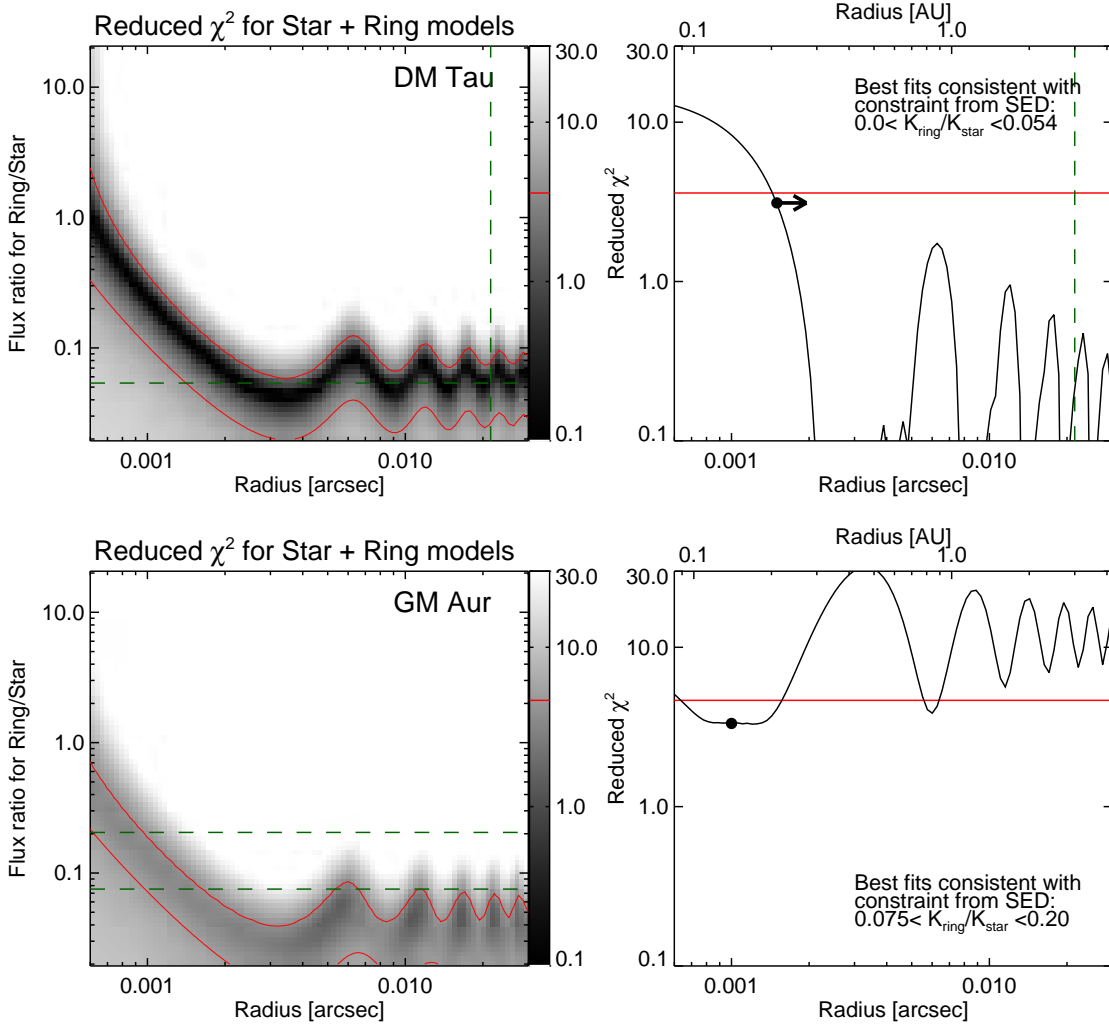 Reduced χ² for Star + Ring models
DM Tau
Flux ratio for Ring/Star
10.0
1.0
0.1
0.001
0.010
Radius [arcsec]
30.0
10.0
1.0
0.1
Radius [AU]
0.1
1.0
Best fits consistent with
constraint from SED:
0.0< K_ring/K_star <0.054
Reduced χ²
30.0
10.0
1.0
0.1
0.001
0.010
Radius [arcsec]
Reduced χ² for Star + Ring models
GM Aur
Flux ratio for Ring/Star
10.0
1.0
0.1
0.001
0.010
Radius [arcsec]
30.0
10.0
1.0
0.1
Radius [AU]
0.1
1.0
Reduced χ²
30.0
10.0
1.0
0.1
Best fits consistent with
constraint from SED:
0.075< K_ring/K_star <0.20
0.001
0.010
Radius [arcsec]